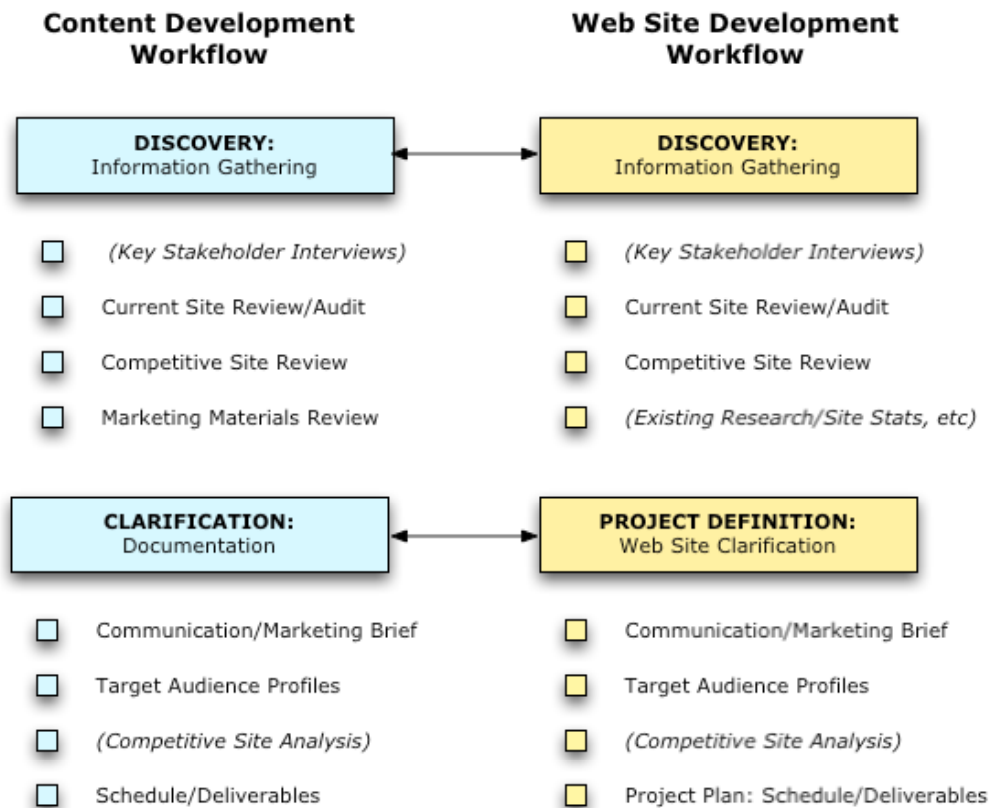 Content Development
Workflow
Web Site Development
Workflow
DISCOVERY:
Information Gathering
DISCOVERY:
Information Gathering
(Key Stakeholder Interviews)
Current Site Review/Audit
Competitive Site Review
Marketing Materials Review
(Key Stakeholder Interviews)
Current Site Review/Audit
Competitive Site Review
(Existing Research/Site Stats, etc)
CLARIFICATION:
Documentation
PROJECT DEFINITION:
Web Site Clarification
Communication/Marketing Brief
Target Audience Profiles
(Competitive Site Analysis)
Schedule/Deliverables
Communication/Marketing Brief
Target Audience Profiles
(Competitive Site Analysis)
Project Plan: Schedule/Deliverables